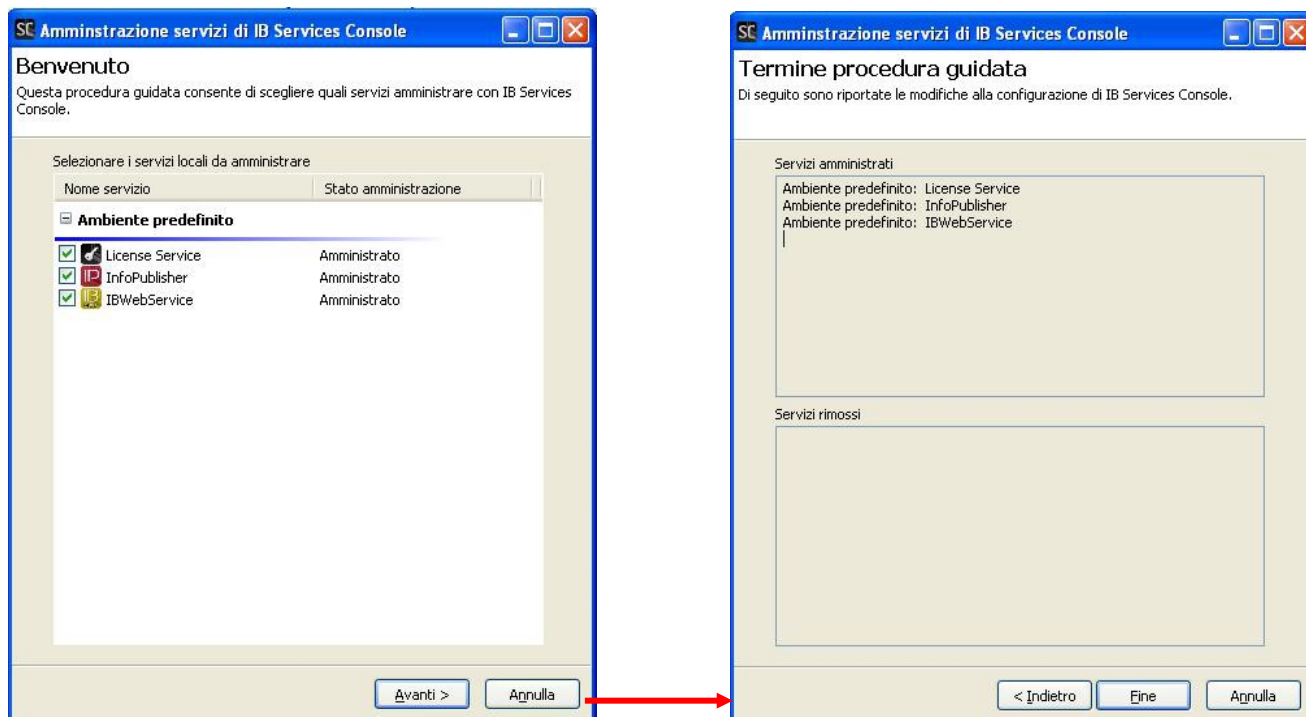 SC Amminstrazione servizi di IB Services Console
Benvenuto
Questa procedura guidata consente di scegliere quali servizi amministrare con IB Services
Console.
Selezionare i servizi locali da amministrare
Nome servizio Stato amministrazione
Ambiente predefinito
License Service Amministrato
IP InfoPublisher Amministrato
IB IBWebService Amministrato
Avanti > Annulla
SC Amminstrazione servizi di IB Services Console
Termine procedura guidata
Di seguito sono riportate le modifiche alla configurazione di IB Services Console.
Servizi amministrati
Ambiente predefinito: License Service
Ambiente predefinito: InfoPublisher
Ambiente predefinito: IBWebService
Servizi rimossi
< Indietro Fine Annulla